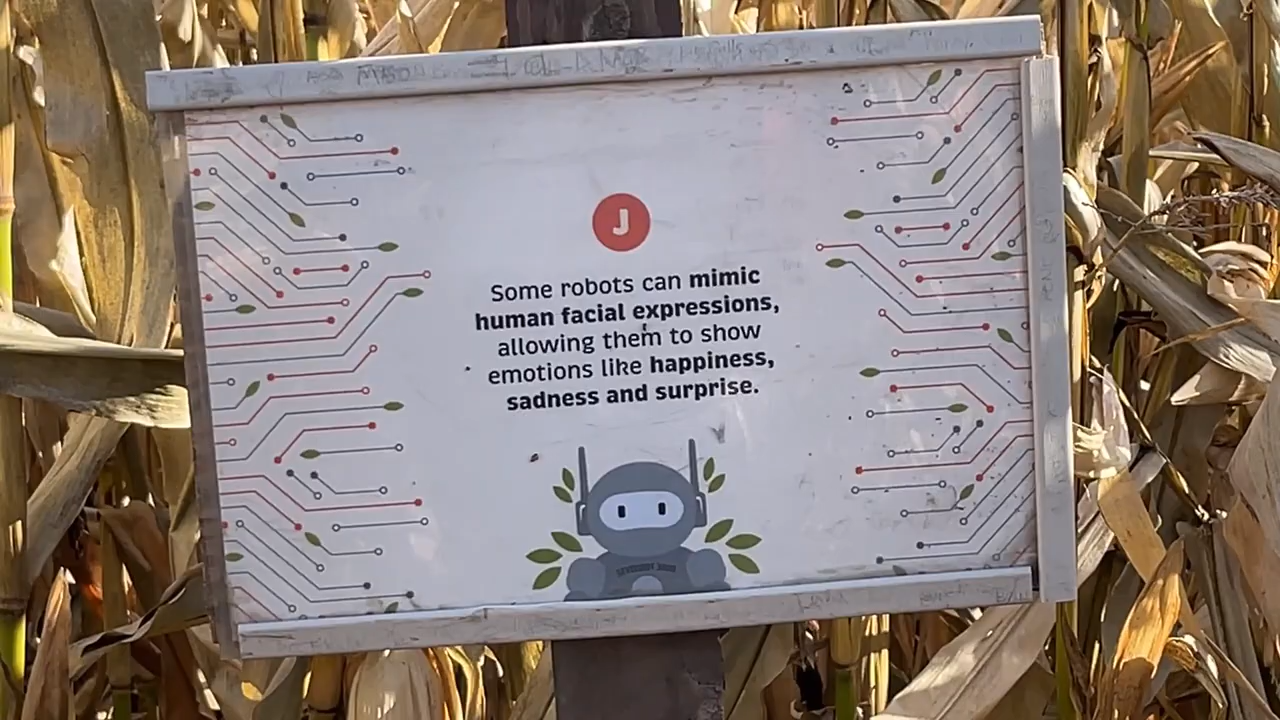 J
Some robots can mimic
human facial expressions,
allowing them to show
emotions like happiness,
sadness and surprise.